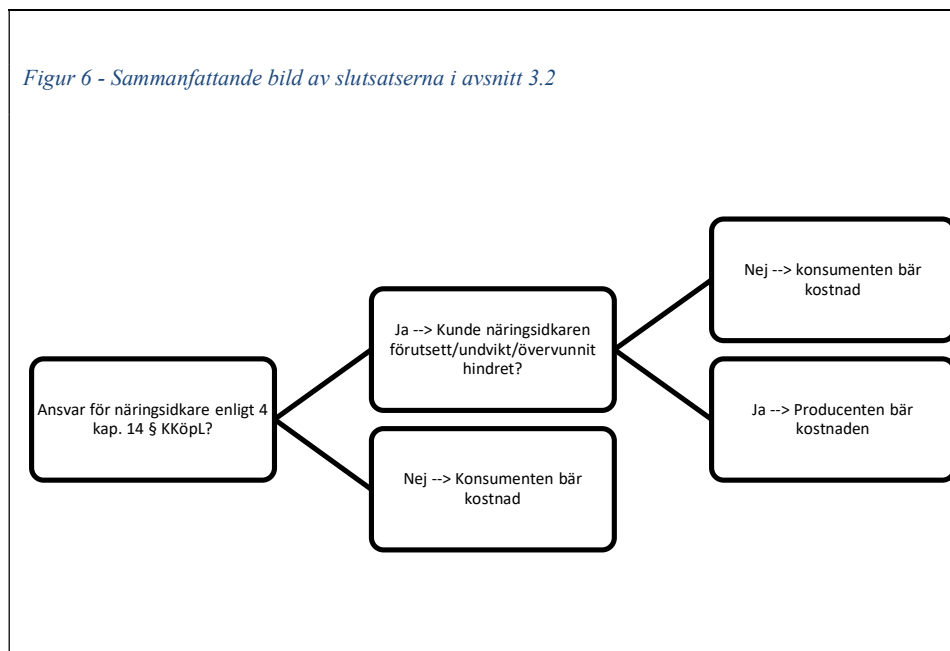 Figur 6 - Sammanfattande bild av slutsatserna i avsnitt 3.2
Ansvar för näringsidkare enligt 4
kap. 14 § KKöpL?
Ja --> Kunde näringsidkaren
förutsett/undvikt/övervunnit
hindret?
Nej --> Konsumenten bär
kostnad
Nej --> konsumenten bär
kostnad
Ja --> Producenten bär
kostnaden